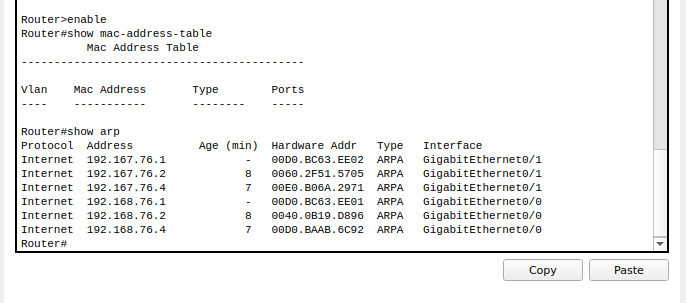 Router>enable
Router#show mac-address-table
          Mac Address Table
-------------------------------------------

Vlan    Mac Address       Type        Ports
----    -----------       --------    -----

Router#show arp
Protocol  Address          Age (min)  Hardware Addr   Type   Interface
Internet  192.167.76.1            -   00D0.BC63.EE02  ARPA   GigabitEthernet0/1
Internet  192.167.76.2            8   0060.2F51.5705  ARPA   GigabitEthernet0/1
Internet  192.167.76.4            7   00E0.B06A.2971  ARPA   GigabitEthernet0/1
Internet  192.168.76.1            -   00D0.BC63.EE01  ARPA   GigabitEthernet0/0
Internet  192.168.76.2            8   0040.0B19.D896  ARPA   GigabitEthernet0/0
Internet  192.168.76.4            7   00D0.BAAB.6C92  ARPA   GigabitEthernet0/0
Router#
Copy Paste